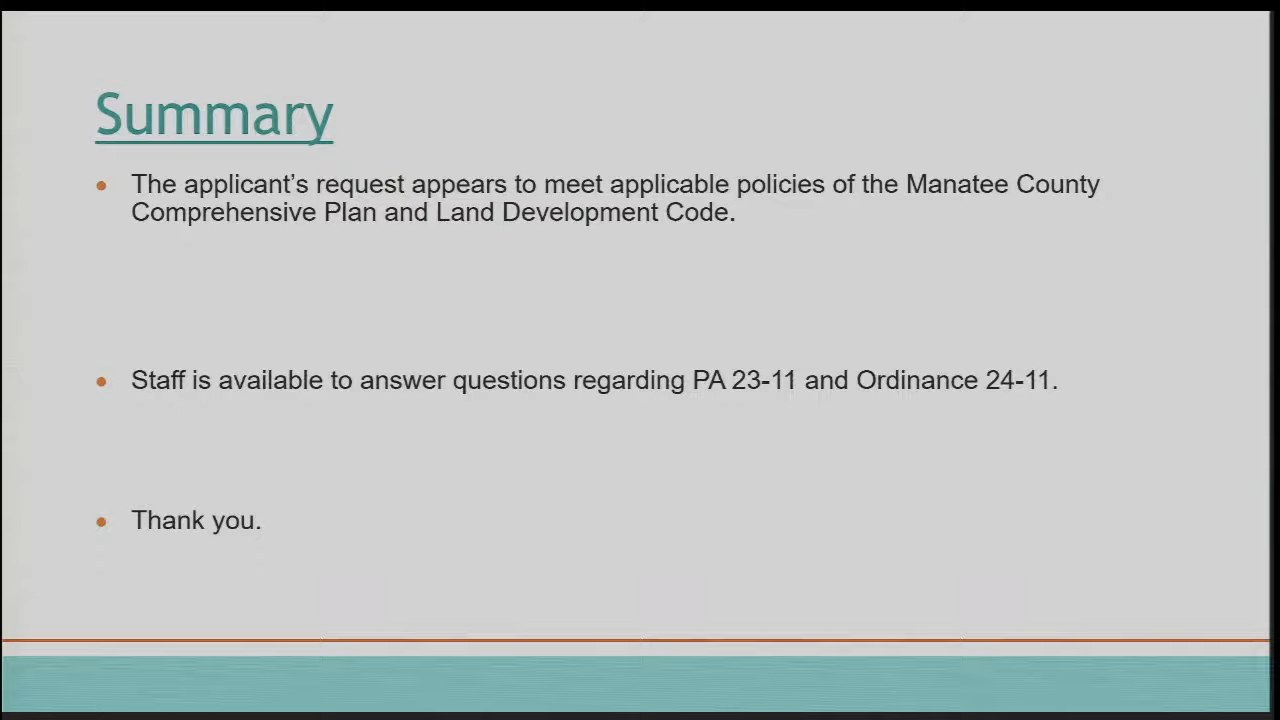 Summary
• The applicant’s request appears to meet applicable policies of the Manatee County
Comprehensive Plan and Land Development Code.
• Staff is available to answer questions regarding PA 23-11 and Ordinance 24-11.
• Thank you.